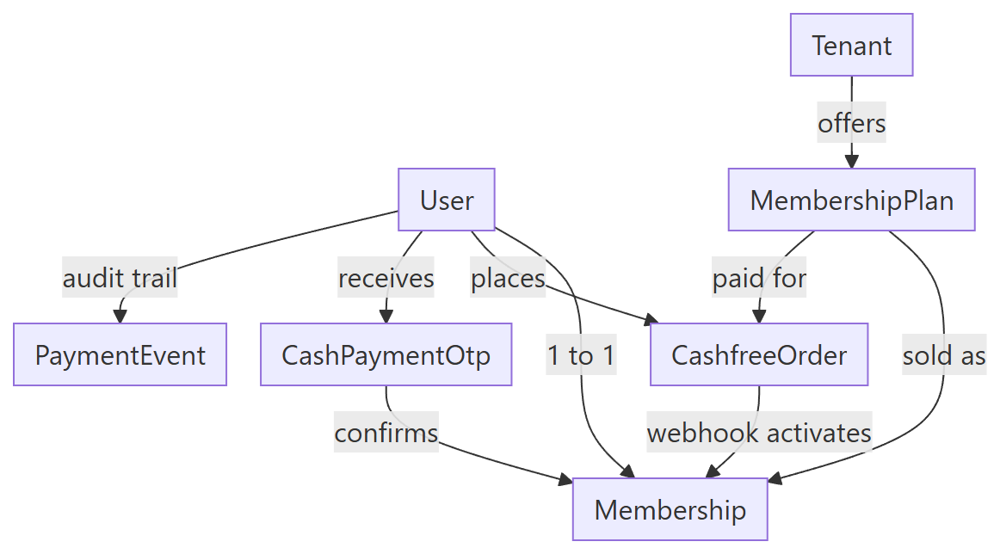 Tenant
offers
User
MembershipPlan
audit trail
receives
places
paid for
PaymentEvent
CashPaymentOtp
1 to 1
CashfreeOrder
sold as
confirms
webhook activates
Membership